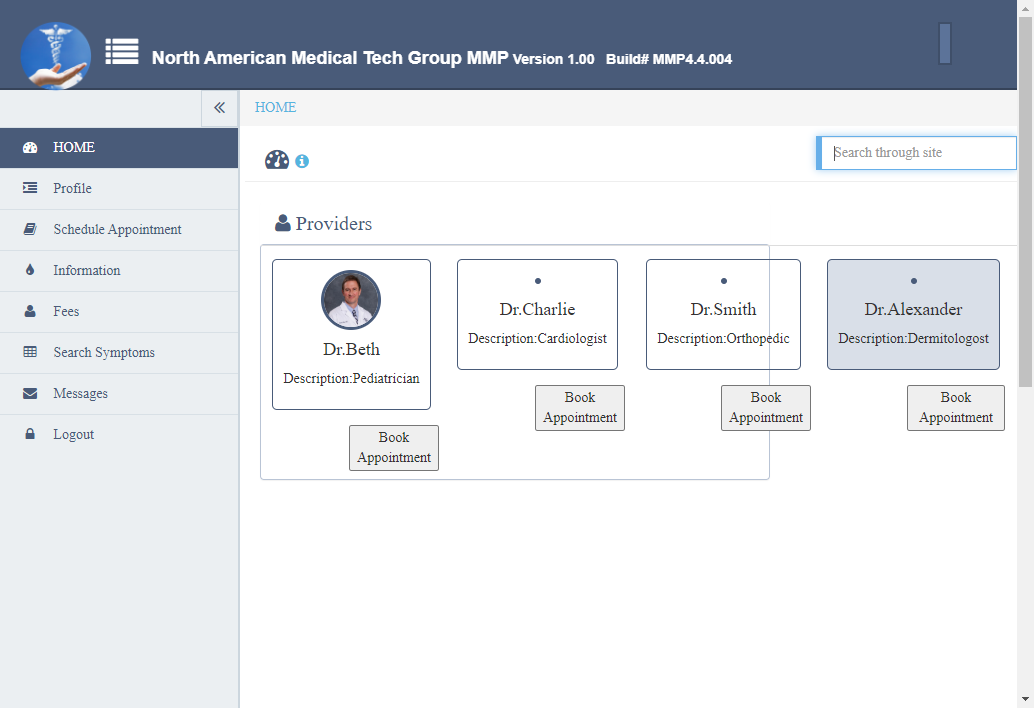 North American Medical Tech Group MMP Version 1.00 Build# MMP4.4.004
HOME
HOME
Profile
Schedule Appointment
Information
Fees
Search Symptoms
Messages
Logout
Search through site
Providers
Dr.Beth
Description:Pediatrician
Book
Appointment
Dr.Charlie
Description:Cardiologist
Book
Appointment
Dr.Smith
Description:Orthopedic
Book
Appointment
Dr.Alexander
Description:Dermitologost
Book
Appointment